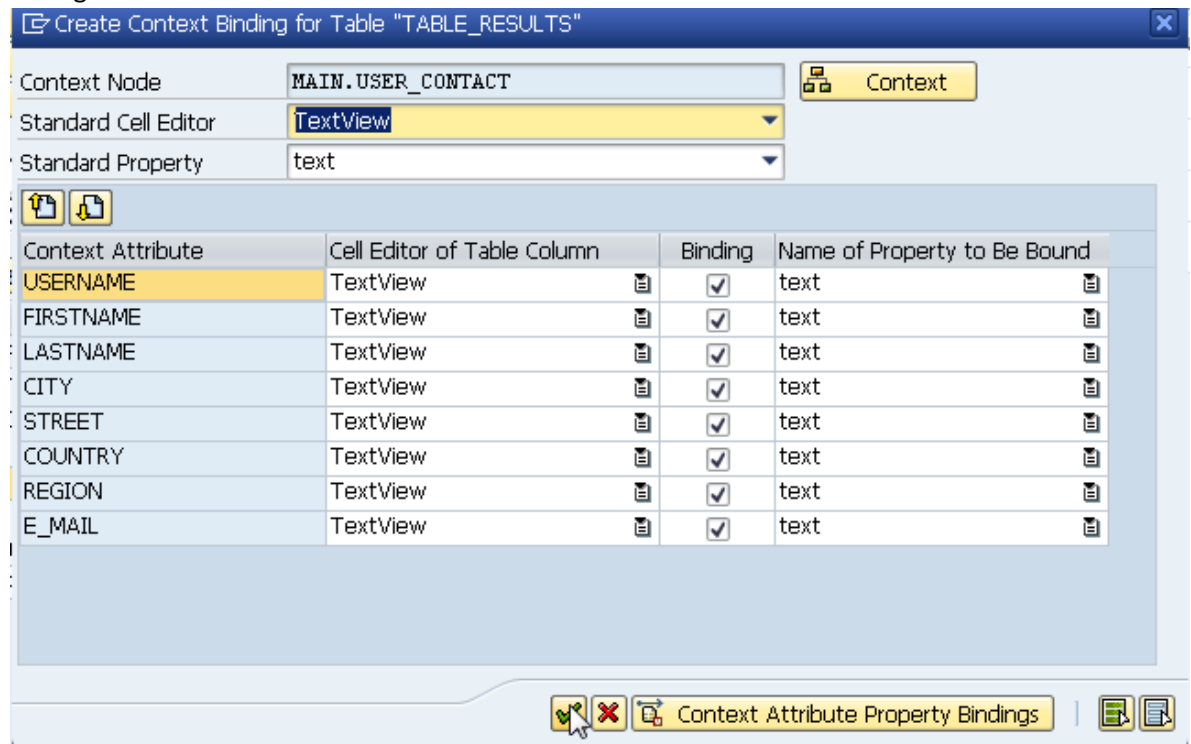 Create Context Binding for Table "TABLE_RESULTS"
Context Node MAIN.USER_CONTACT Context
Standard Cell Editor TextView
Standard Property text
Context Attribute Cell Editor of Table Column Binding Name of Property to Be Bound
USERNAME TextView text
FIRSTNAME TextView text
LASTNAME TextView text
CITY TextView text
STREET TextView text
COUNTRY TextView text
REGION TextView text
E_MAIL TextView text
Context Attribute Property Bindings